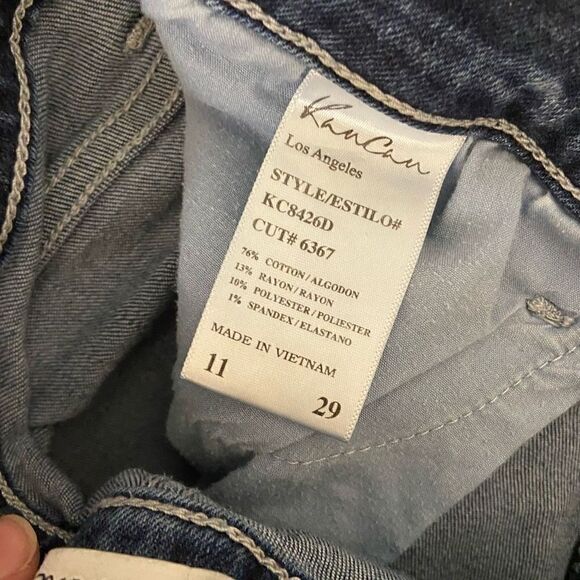 KanCan
Los Angeles
STYLE/ESTILO#
KC8426D
CUT# 6367
76% COTTON/ALGODON
13% RAYON/RAYON
10% POLYESTER/POLIESTER
1% SPANDEX/ELASTANO
MADE IN VIETNAM
11
29